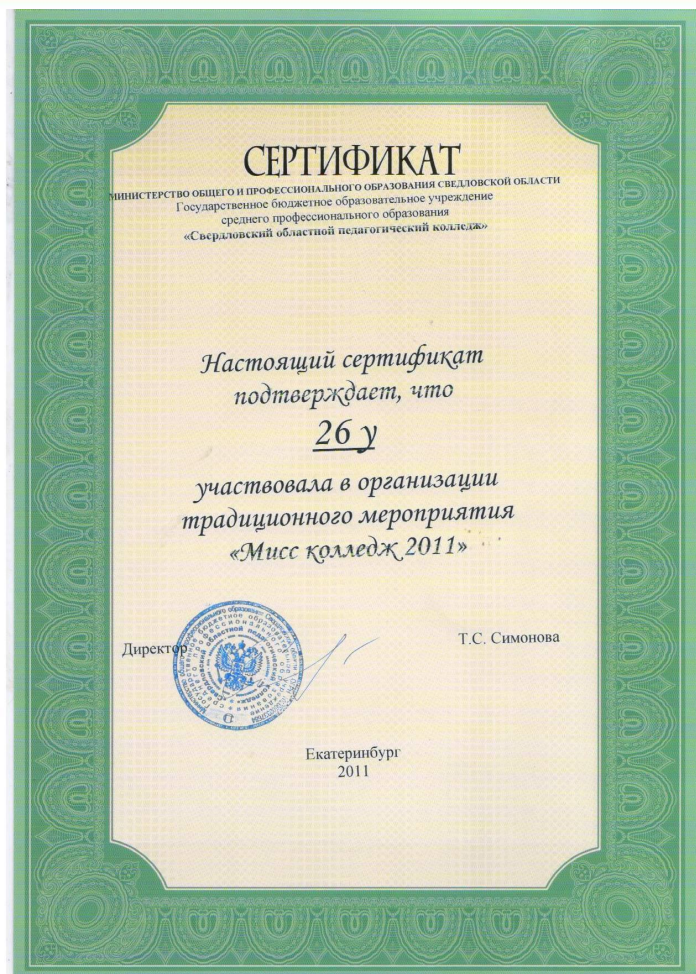 СЕРТИФИКАТ
МИНИСТЕРСТВО ОБЩЕГО И ПРОФЕССИОНАЛЬНОГО ОБРАЗОВАНИЯ СВЕДЛОВСКОЙ ОБЛАСТИ
Государственное бюджетное образовательное учреждение
среднего профессионального образования
«Свердловский областной педагогический колледж»
Настоящий сертификат
подтверждает, что
26 у
участвовала в организации
традиционного мероприятия
«Мисс колледж 2011»
Директор
Т.С. Симонова
Екатеринбург
2011